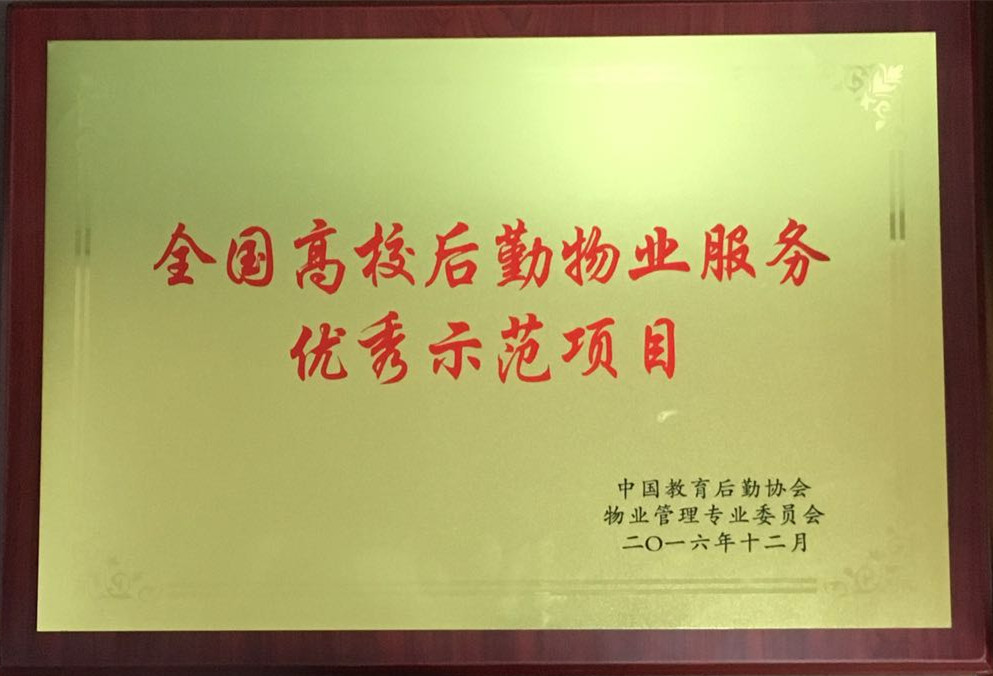 全国高校后勤物业服务
优秀示范项目
中国教育后勤协会
物业管理专业委员会
二〇一六年十二月